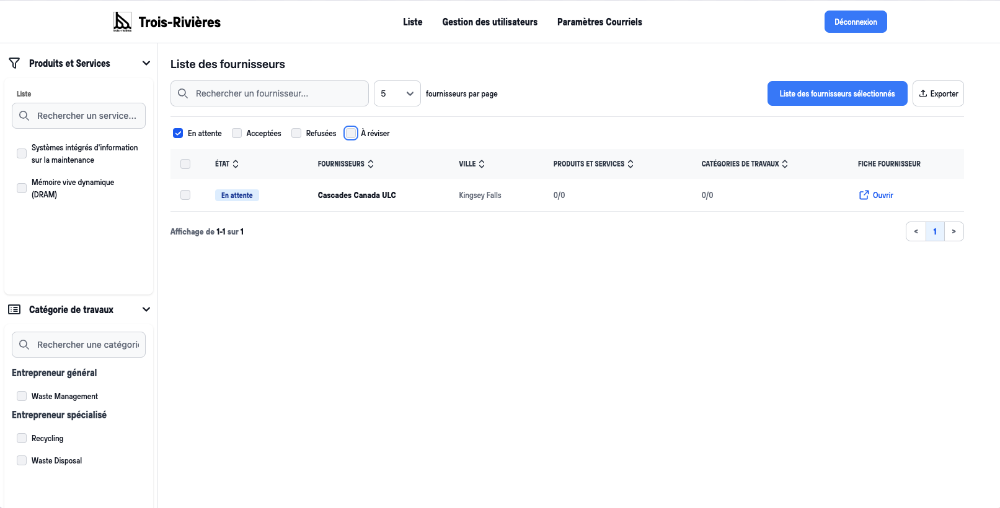 Trois-Rivières
Liste
Gestion des utilisateurs
Paramètres Courriels
Déconnexion
Produits et Services
Liste
Rechercher un service...
Systèmes intégrés d'information
sur la maintenance
Mémoire vive dynamique
(DRAM)
Catégorie de travaux
Rechercher une catégori
Entrepreneur général
Waste Management
Entrepreneur spécialisé
Recycling
Waste Disposal
Liste des fournisseurs
Rechercher un fournisseur...
5
fournisseurs par page
Liste des fournisseurs sélectionnés
Exporter
En attente
Acceptées
Refusées
À réviser
ÉTAT
FOURNISSEURS
VILLE
PRODUITS ET SERVICES
CATÉGORIES DE TRAVAUX
FICHE FOURNISSEUR
En attente
Cascades Canada ULC
Kingsey Falls
0/0
0/0
Ouvrir
Affichage de 1-1 sur 1
<
1
>